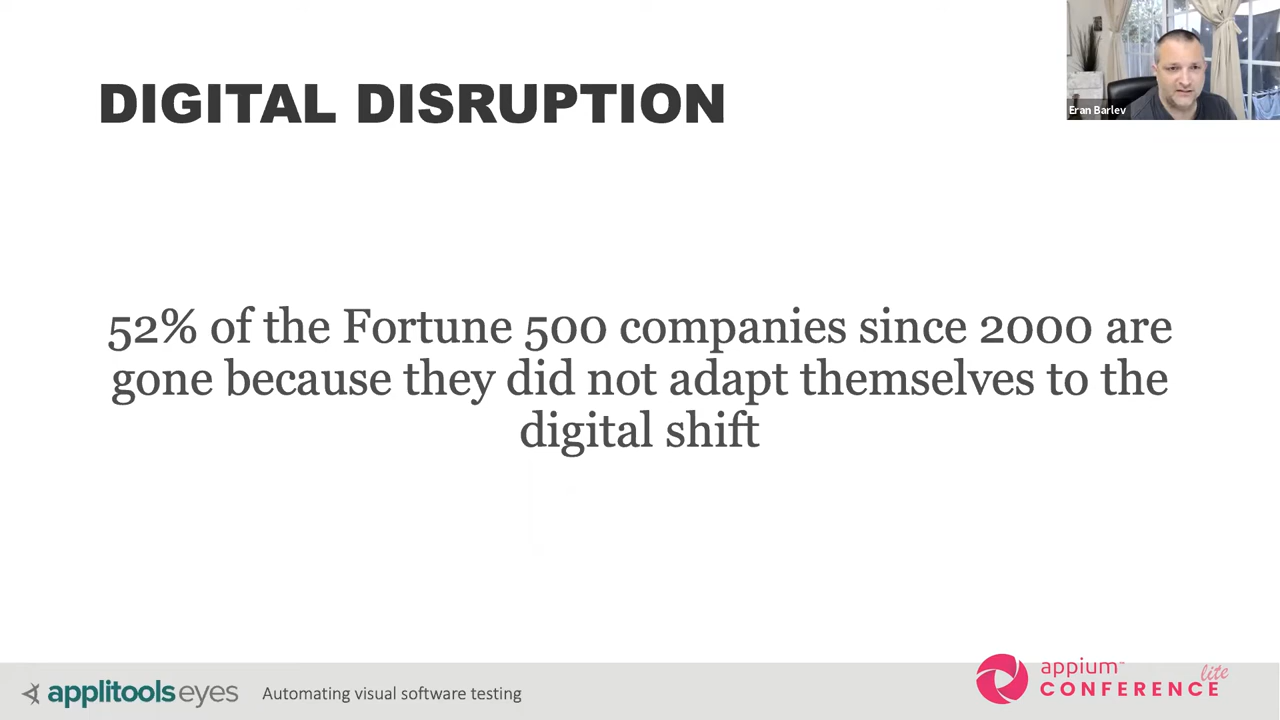 DIGITAL DISRUPTION
Eran Barlev
52% of the Fortune 500 companies since 2000 are
gone because they did not adapt themselves to the
digital shift
applitools eyes Automating visual software testing
appium™
CONFERENCE lite